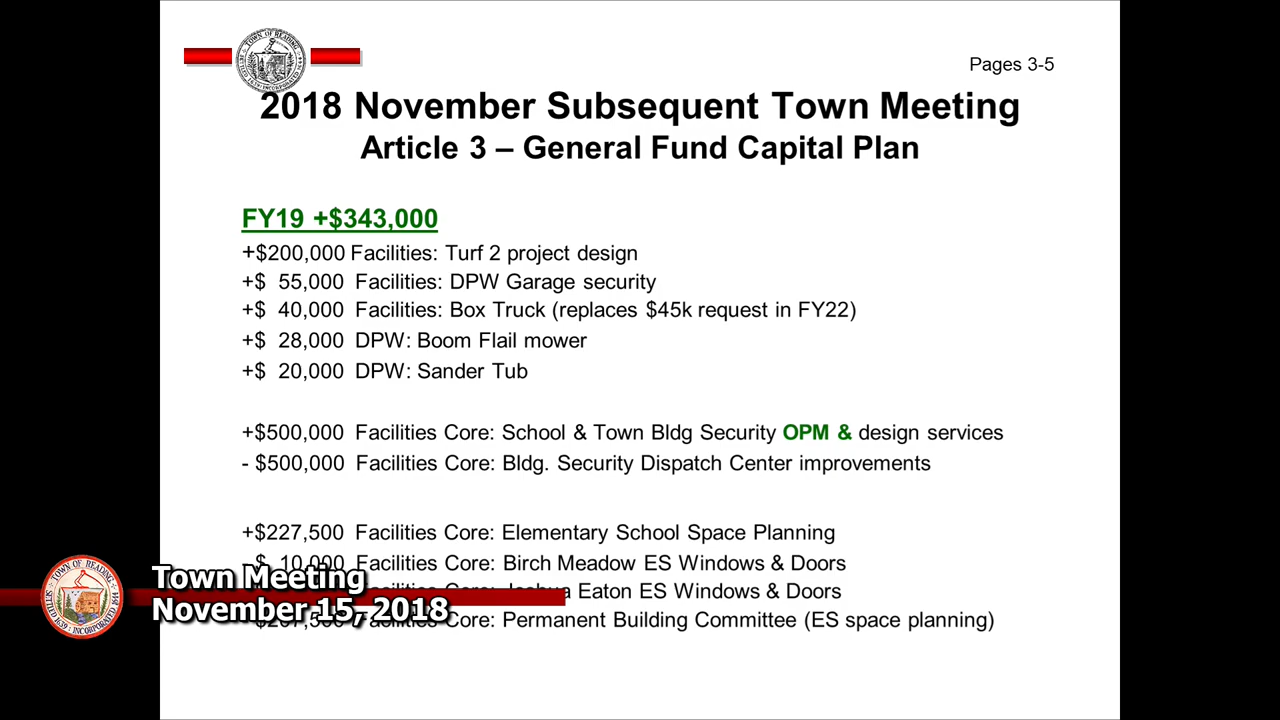 Pages 3-5
2018 November Subsequent Town Meeting
Article 3 – General Fund Capital Plan
FY19 +$343,000
+$200,000 Facilities: Turf 2 project design
+$ 55,000 Facilities: DPW Garage security
+$ 40,000 Facilities: Box Truck (replaces $45k request in FY22)
+$ 28,000 DPW: Boom Flail mower
+$ 20,000 DPW: Sander Tub
+$500,000 Facilities Core: School & Town Bldg Security OPM & design services
- $500,000 Facilities Core: Bldg. Security Dispatch Center improvements
+$227,500 Facilities Core: Elementary School Space Planning
$ 10,000 Facilities Core: Birch Meadow ES Windows & Doors
Eaton ES Windows & Doors
Facilities Core: Permanent Building Committee (ES space planning)
Town Meeting
November 15, 2018